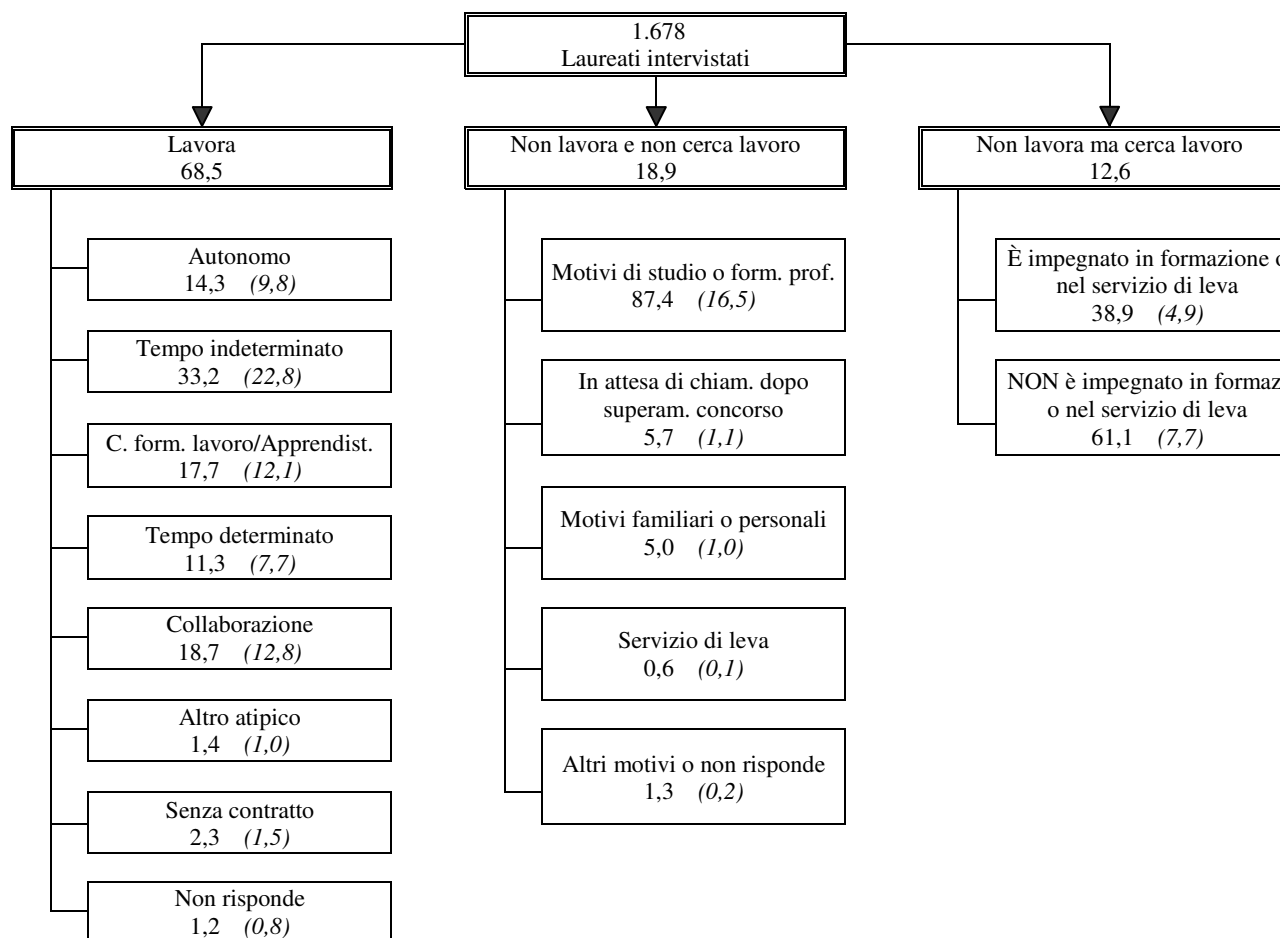 1.678
Laureati intervistati
Lavora
68,5
Autonomo
14,3 (9,8)
Tempo indeterminato
33,2 (22,8)
C. form. lavoro/Apprendist.
17,7 (12,1)
Tempo determinato
11,3 (7,7)
Collaborazione
18,7 (12,8)
Altro atipico
1,4 (1,0)
Senza contratto
2,3 (1,5)
Non risponde
1,2 (0,8)
Non lavora e non cerca lavoro
18,9
Motivi di studio o form. prof.
87,4 (16,5)
In attesa di chiam. dopo
superam. concorso
5,7 (1,1)
Motivi familiari o personali
5,0 (1,0)
Servizio di leva
0,6 (0,1)
Altri motivi o non risponde
1,3 (0,2)
Non lavora ma cerca lavoro
12,6
È impegnato in formazione o
nel servizio di leva
38,9 (4,9)
NON è impegnato in formaz
o nel servizio di leva
61,1 (7,7)